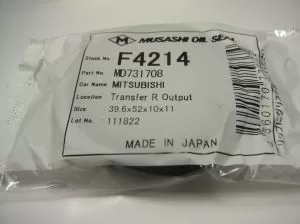 MUSASHI OIL SEAL
Stock No. F4214
Part No. MD731708
Car Name MITSUBISHI
Location Transfer R Output
Size 39.6x52x10x11
Lot No. 111822
MADE IN JAPAN